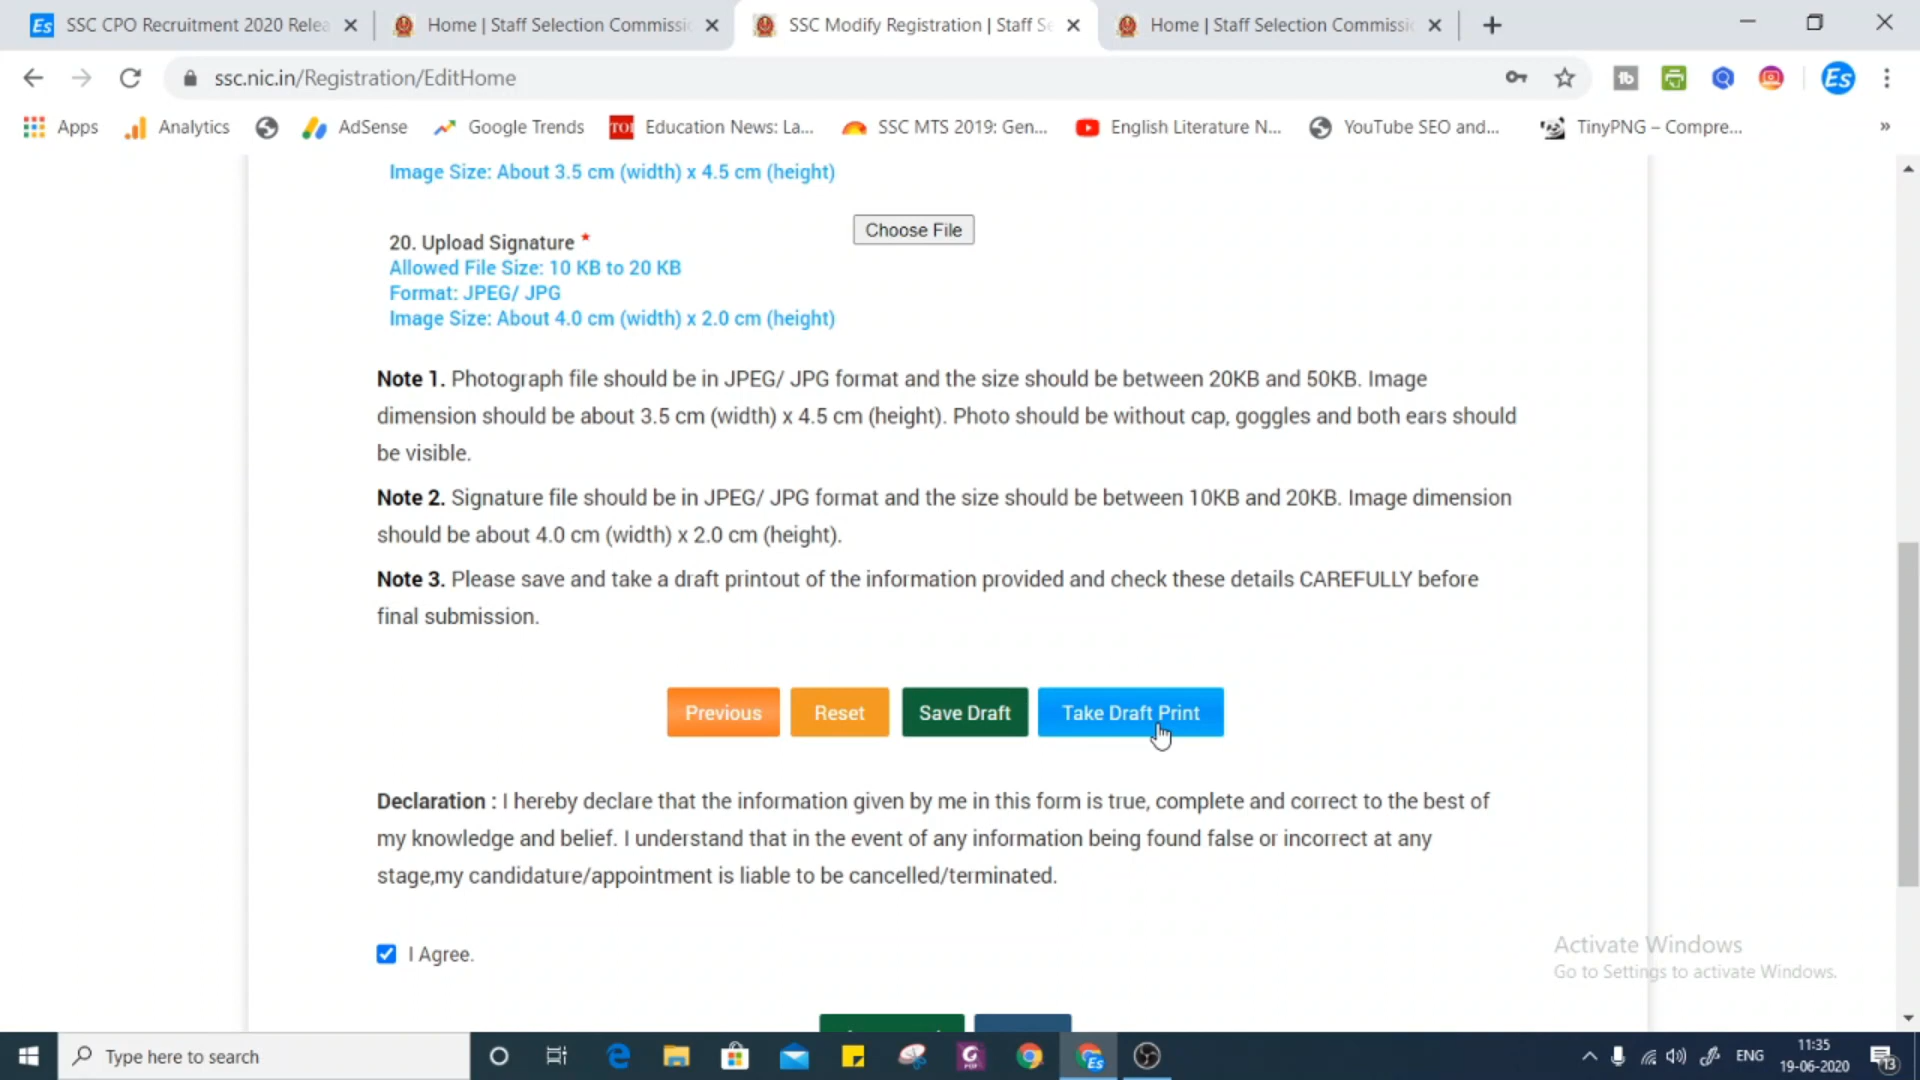 Es SSC CPO Recruitment 2020 Relea
Home | Staff Selection Commissi
SSC Modify Registration | Staff Se
Home | Staff Selection Commissi
ssc.nic.in/Registration/EditHome
Es
Apps
Analytics
AdSense
Google Trends
TOI Education News: La...
SSC MTS 2019: Gen...
English Literature N...
YouTube SEO and...
TinyPNG – Compre...
»
Image Size: About 3.5 cm (width) x 4.5 cm (height)
20. Upload Signature *
Choose File
Allowed File Size: 10 KB to 20 KB
Format: JPEG/ JPG
Image Size: About 4.0 cm (width) x 2.0 cm (height)
Note 1. Photograph file should be in JPEG/ JPG format and the size should be between 20KB and 50KB. Image
dimension should be about 3.5 cm (width) x 4.5 cm (height). Photo should be without cap, goggles and both ears should
be visible.
Note 2. Signature file should be in JPEG/ JPG format and the size should be between 10KB and 20KB. Image dimension
should be about 4.0 cm (width) x 2.0 cm (height).
Note 3. Please save and take a draft printout of the information provided and check these details CAREFULLY before
final submission.
Previous
Reset
Save Draft
Take Draft Print
Declaration : I hereby declare that the information given by me in this form is true, complete and correct to the best of
my knowledge and belief. I understand that in the event of any information being found false or incorrect at any
stage,my candidature/appointment is liable to be cancelled/terminated.
I Agree.
Activate Windows
Go to Settings to activate Windows.
Type here to search
Es
ENG
11:35
19-06-2020
13